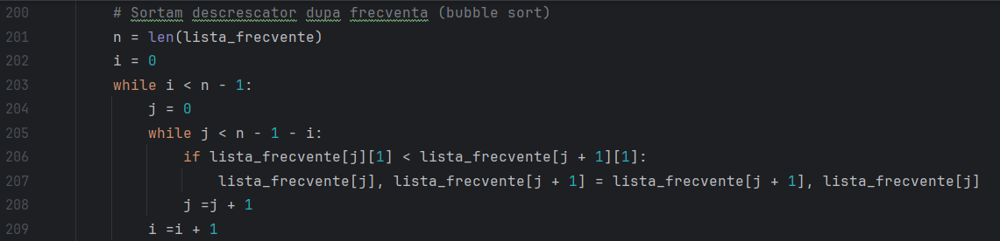 200 # Sortam descrescator dupa frecventa (bubble sort)
201 n = len(lista_frecvente)
202 i = 0
203 while i < n - 1:
204 j = 0
205 while j < n - 1 - i:
206 if lista_frecvente[j][1] < lista_frecvente[j + 1][1]:
207 lista_frecvente[j], lista_frecvente[j + 1] = lista_frecvente[j + 1], lista_frecvente[j]
208 j =j + 1
209 i =i + 1